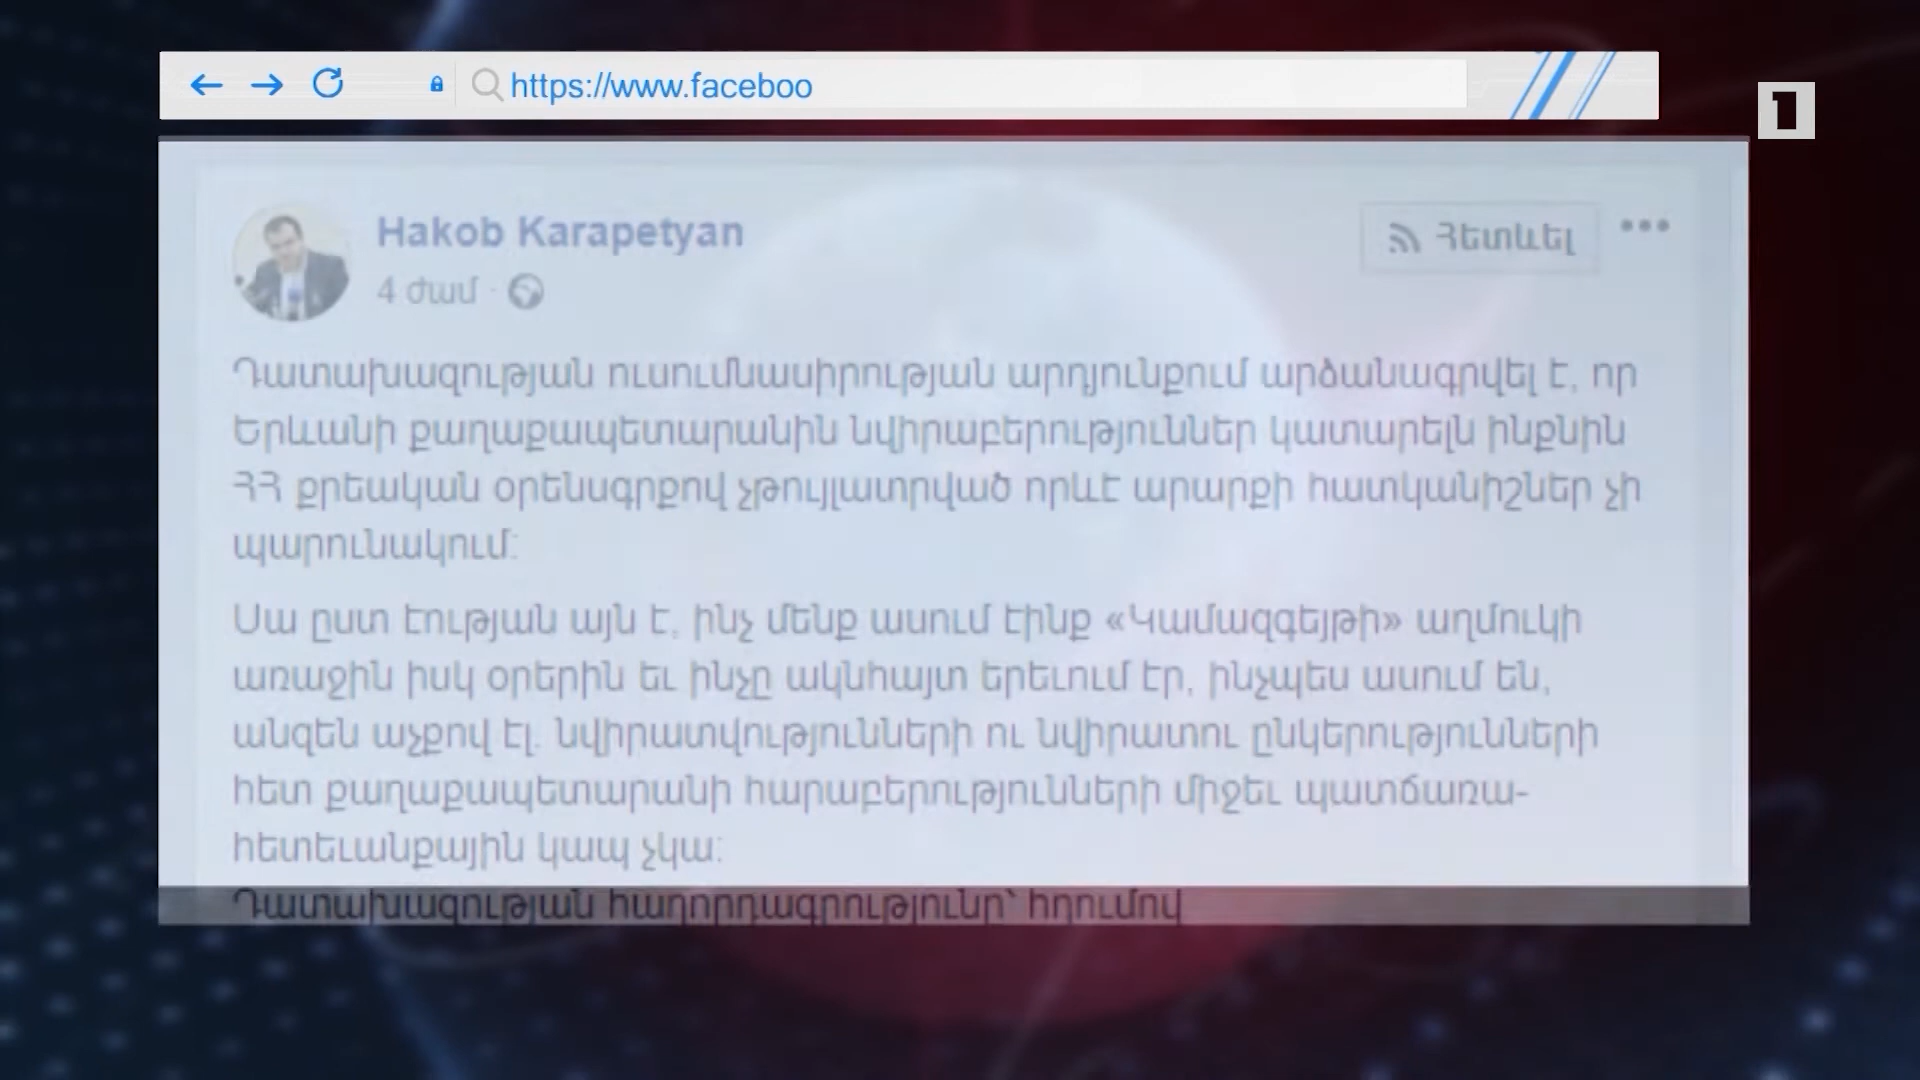 https://www.faceboo
1
Hakob Karapetyan
Հետևել
4 ժամ
Դատախազության ուսումնասիրության արդյունքում արձանագրվել է, որ
Երևանի քաղաքապետարանին նվիրաբերություններ կատարելն ինքնին
ՀՀ քրեական օրենսգրքով չթույլատրված որևէ արարքի հատկանիշներ չի
պարունակում:
Սա ըստ էության այն է, ինչ մենք ասում էինք «Կամազգեյթի» աղմուկի
առաջին իսկ օրերին եւ ինչը ակնհայտ երեւում էր, ինչպես ասում են,
անզեն աչքով էլ. նվիրատվությունների ու նվիրատու ընկերությունների
հետ քաղաքապետարանի հարաբերությունների միջեւ պատճառա-
հետեւանքային կապ չկա:
Դատախազության հաղորդագրությունը՝ հղումով